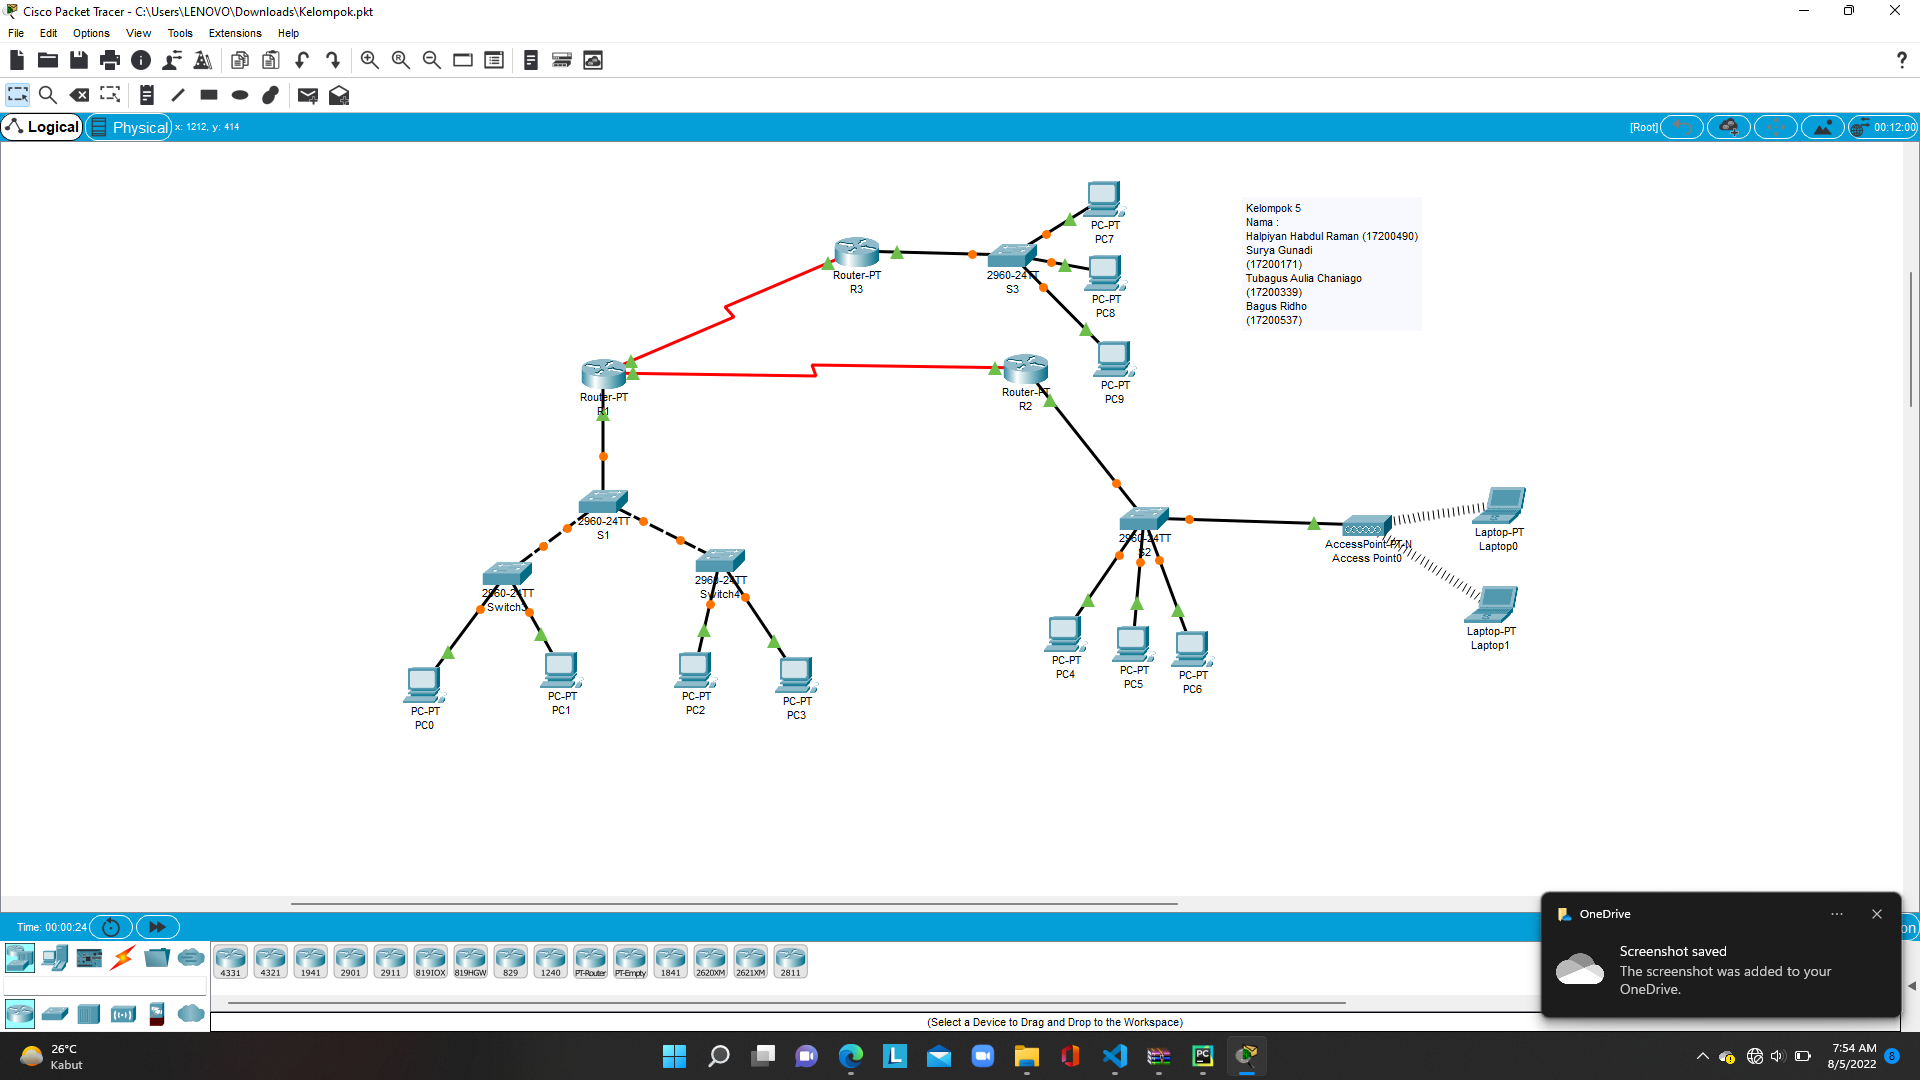 Cisco Packet Tracer - C:\Users\LENOVO\Downloads\Kelompok.pkt
File Edit Options View Tools Extensions Help
Logical Physical x: 1212, y: 414 [Root] 00:12:00
PC-PT
PC7
Router-PT
R3
2960-24TT
S3
PC-PT
PC8
PC-PT
PC9
Kelompok 5
Nama :
Halpiyan Habdul Raman (17200490)
Surya Gunadi
(17200171)
Tubagus Aulia Chaniago
(17200339)
Bagus Ridho
(17200537)
Router-PT
R1
Router-PT
R2
2960-24TT
S1
2960-24TT
Switch3
2960-24TT
Switch4
PC-PT
PC0
PC-PT
PC1
PC-PT
PC2
PC-PT
PC3
2960-24TT
S2
AccessPoint-PT-N
Access Point0
Laptop-PT
Laptop0
Laptop-PT
Laptop1
PC-PT
PC4
PC-PT
PC5
PC-PT
PC6
Time: 00:00:24
4331 4321 1941 2901 2911 819IOX 819HGW 829 1240 PT-Router PT-Empty 1841 2620XM 2621XM 2811
(Select a Device to Drag and Drop to the Workspace)
OneDrive
Screenshot saved
The screenshot was added to your
OneDrive.
26°C
Kabut
7:54 AM
8/5/2022
8